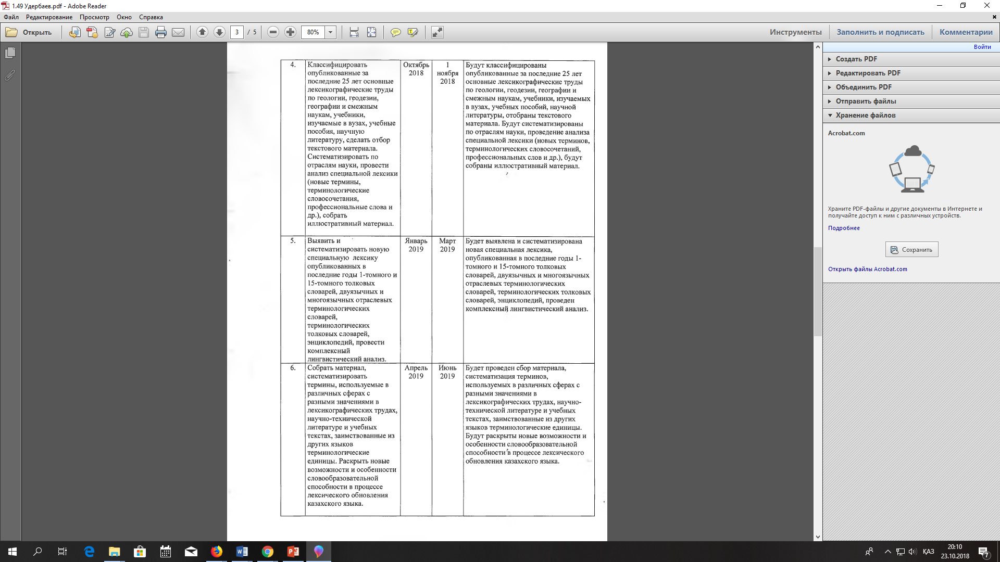 1.49 Удербаев.pdf - Adobe Reader
Файл Редактирование Просмотр Окно Справка
Открыть 3 / 5 80% Инструменты Заполнить и подписать Комментарии
Войти
Создать PDF
Редактировать PDF
Объединить PDF
Отправить файлы
Хранение файлов
Acrobat.com
Храните PDF-файлы и другие документы в Интернете и
получайте доступ к ним с различных устройств.
Подробнее
Сохранить
Открыть файлы Acrobat.com
4.
Классифицировать
опубликованные за
последние 25 лет основные
лексикографические труды
по геологии, геодезии,
географии и смежным
наукам, учебники,
изучаемые в вузах, учебные
пособия, научную
литературу, сделать отбор
текстового материала.
Систематизировать по
отраслям науки, провести
анализ специальной лексики
(новые термины,
терминологические
словосочетания,
профессиональные слова и
др.), собрать
иллюстративный материал.
Октябрь
2018
1
ноября
2018
Будут классифицированы
опубликованные за последние 25 лет
основные лексикографические труды
по геологии, геодезии, географии и
смежным наукам, учебники, изучаемых
в вузах, учебных пособий, научной
литературы, отобраны текстового
материала. Будут систематизированы
по отраслям науки, проведение анализа
специальной лексики (новых терминов,
терминологических словосочетаний,
профессиональных слов и др.), будут
собраны иллюстративный материал.
5.
Выявить и
систематизировать новую
специальную лексику
опубликованных в
последние годы 1-томного и
15-томного толковых
словарей, двуязычных и
многоязычных отраслевых
терминологических
словарей,
терминологических
толковых словарей,
энциклопедий, провести
комплексный
лингвистический анализ.
Январь
2019
Март
2019
Будет выявлена и систематизирована
новая специальная лексика,
опубликованная в последние годы 1-
томного и 15-томного толковых
словарей, двуязычных и многоязычных
отраслевых терминологических
словарей, терминологических толковых
словарей, энциклопедий, проведен
комплексный лингвистический анализ.
6.
Собрать материал,
систематизировать
термины, используемые в
различных сферах с
разными значениями в
лексикографических трудах,
научно-технической
литературе и учебных
текстах, заимствованные из
других языков
терминологические
единицы. Раскрыть новые
возможности и особенности
словообразовательной
способности в процессе
лексического обновления
казахского языка.
Апрель
2019
Июнь
2019
Будет проведен сбор материала,
систематизация терминов,
используемых в различных сферах с
разными значениями в
лексикографических трудах, научно-
технической литературе и учебных
текстах, заимствованные из других
языков терминологические единицы.
Будут раскрыты новые возможности и
особенности словообразовательной
способности в процессе лексического
обновления казахского языка.
ҚАЗ
20:10
23.10.2018
7